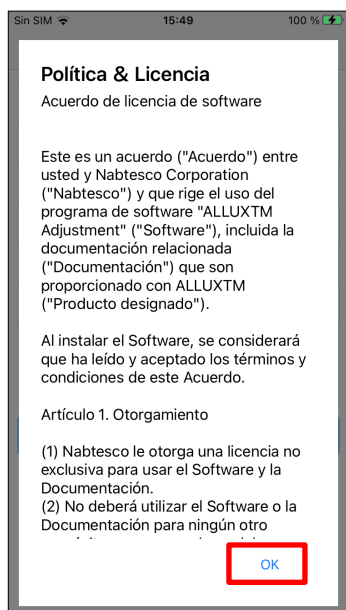 Sin SIM 15:49 100 %
Política & Licencia
Acuerdo de licencia de software
Este es un acuerdo ("Acuerdo") entre
usted y Nabtesco Corporation
("Nabtesco") y que rige el uso del
programa de software "ALLUXTM
Adjustment" ("Software"), incluida la
documentación relacionada
("Documentación") que son
proporcionado con ALLUXTM
("Producto designado").
Al instalar el Software, se considerará
que ha leído y aceptado los términos y
condiciones de este Acuerdo.
Artículo 1. Otorgamiento
(1) Nabtesco le otorga una licencia no
exclusiva para usar el Software y la
Documentación.
(2) No deberá utilizar el Software o la
Documentación para ningún otro
OK